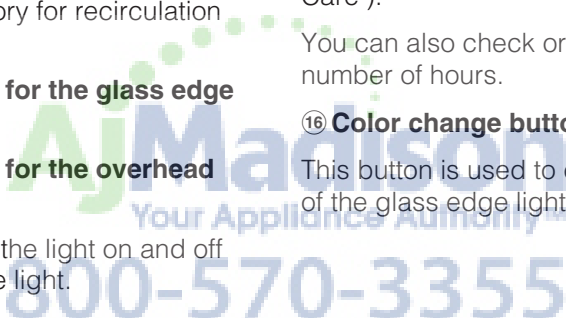 ory for recirculation
for the glass edge
for the overhead
the light on and off
light.
Care").
You can also check or
number of hours.
⑯ Color change butto
This button is used to
of the glass edge light
AjMadison
Your Appliance Authority™
800-570-3355